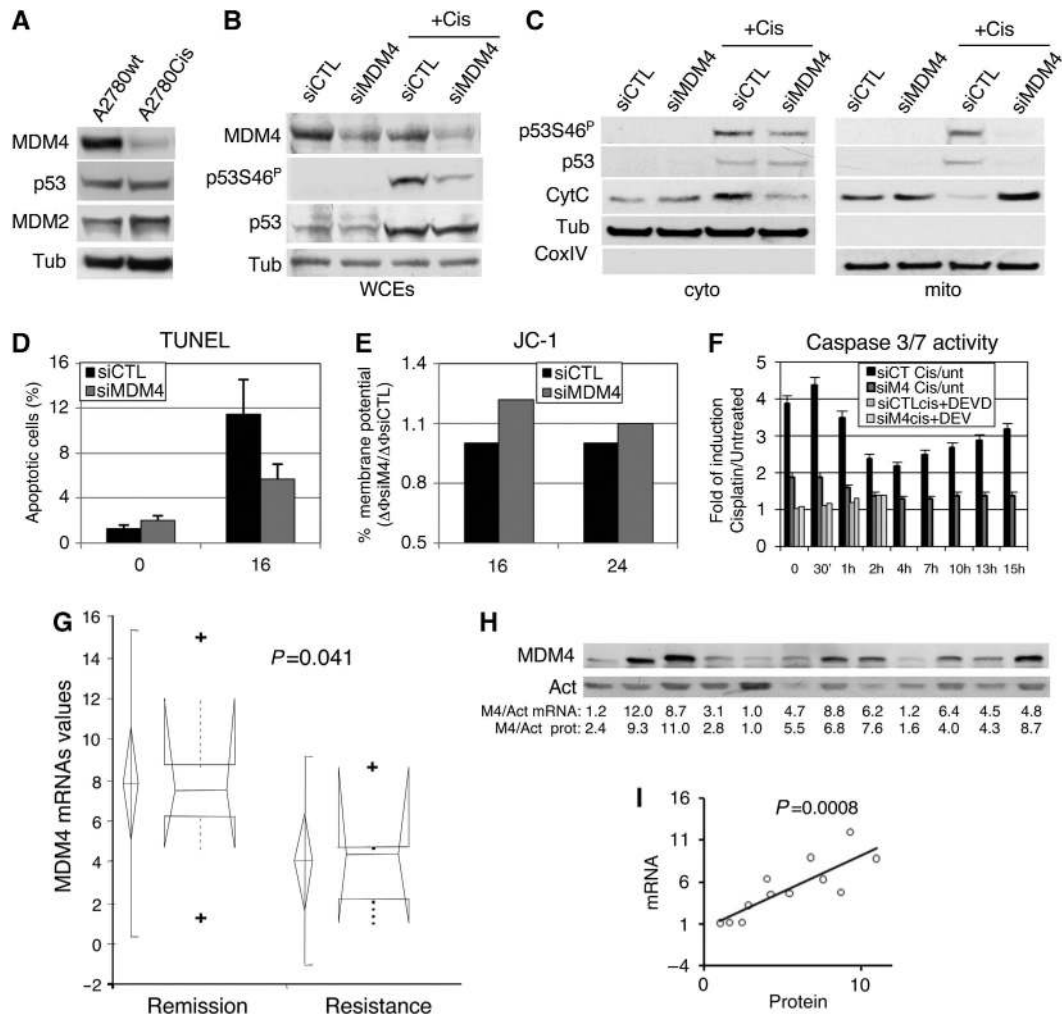 A
A2780wt
A2780Cis
MDM4
p53
MDM2
Tub
B
+Cis
siCTL
siMDM4
siCTL
siMDM4
MDM4
p53S46ᴾ
p53
Tub
WCEs
C
+Cis
+Cis
siCTL
siMDM4
siCTL
siMDM4
siCTL
siMDM4
siCTL
siMDM4
p53S46ᴾ
p53
CytC
Tub
CoxIV
cyto
mito
D
TUNEL
siCTL
siMDM4
Apoptotic cells (%)
16
12
8
4
0
0
16
E
JC-1
siCTL
siMDM4
% membrane potential
(ΔΦsiM4/ΔΦsiCTL)
1.4
1.1
0.8
0.5
16
24
F
Caspase 3/7 activity
siCT Cis/unt
siM4 Cis/unt
siCTLcis+DEVD
siM4cis+DEV
Fold of induction
Cisplatin/Untreated
5
4
3
2
1
0
0 30' 1h 2h 4h 7h 10h 13h 15h
G
P=0.041
MDM4 mRNAs values
16
14
12
10
8
6
4
2
0
−2
Remission
Resistance
H
MDM4
Act
M4/Act mRNA: 1.2 12.0 8.7 3.1 1.0 4.7 8.8 6.2 1.2 6.4 4.5 4.8
M4/Act prot: 2.4 9.3 11.0 2.8 1.0 5.5 6.8 7.6 1.6 4.0 4.3 8.7
I
P=0.0008
mRNA
16
11
6
1
−4
0
10
Protein